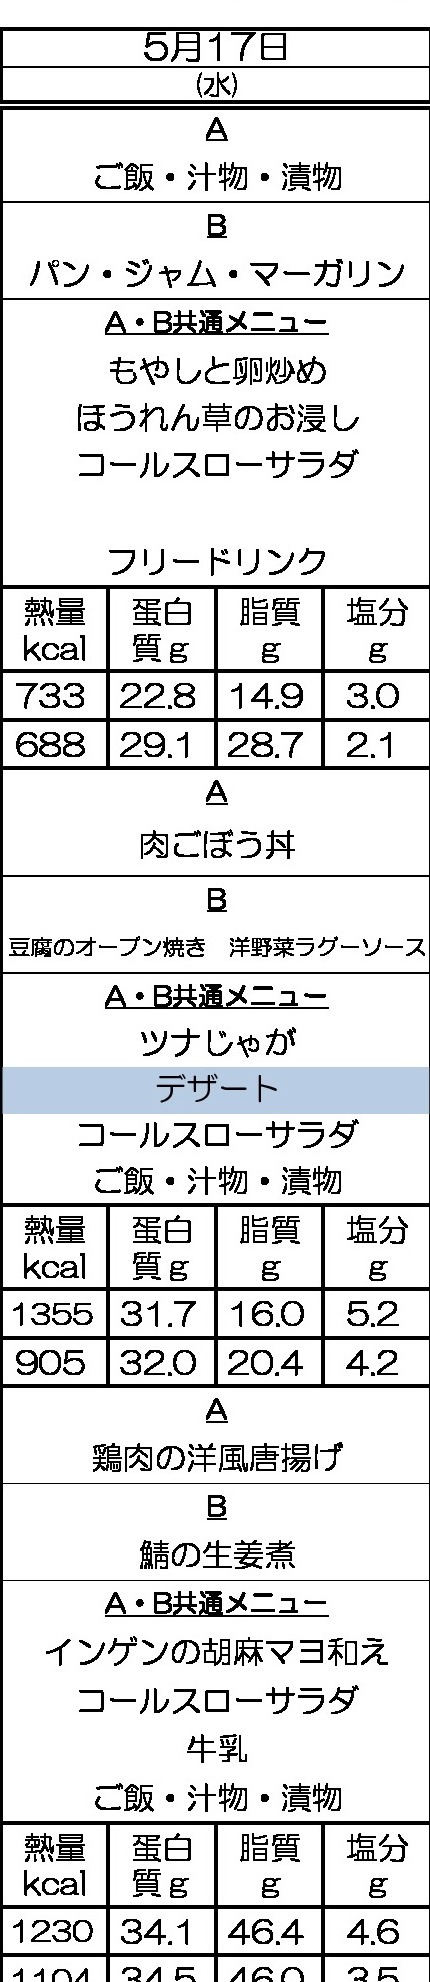 5月17日
(水)
A
ご飯・汁物・漬物
B
パン・ジャム・マーガリン
A・B共通メニュー
もやしと卵炒め
ほうれん草のお浸し
コールスローサラダ
フリードリンク
熱量 蛋白 脂質 塩分
kcal 質g g g
733 22.8 14.9 3.0
688 29.1 28.7 2.1
A
肉ごぼう丼
B
豆腐のオーブン焼き 洋野菜ラグーソース
A・B共通メニュー
ツナじゃが
デザート
コールスローサラダ
ご飯・汁物・漬物
熱量 蛋白 脂質 塩分
kcal 質g g g
1355 31.7 16.0 5.2
905 32.0 20.4 4.2
A
鶏肉の洋風唐揚げ
B
鯖の生姜煮
A・B共通メニュー
インゲンの胡麻マヨ和え
コールスローサラダ
牛乳
ご飯・汁物・漬物
熱量 蛋白 脂質 塩分
kcal 質g g g
1230 34.1 46.4 4.6
1104 34.5 46.0 3.5